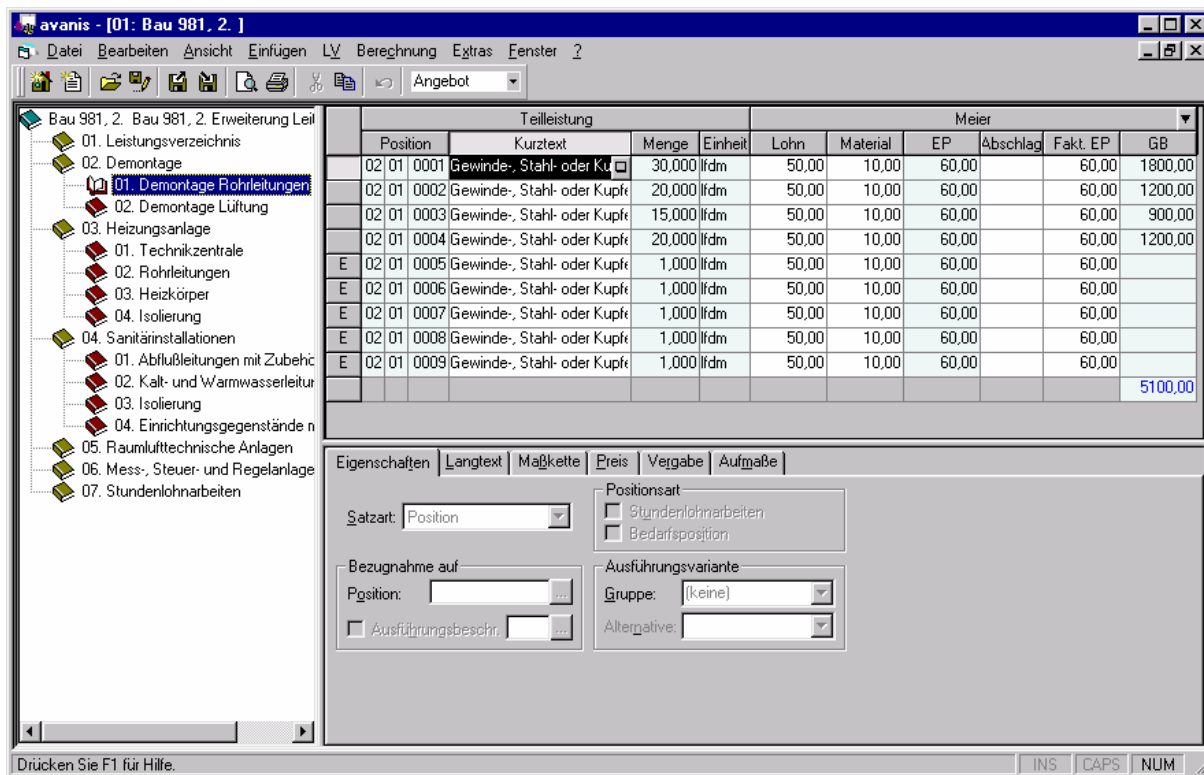 avanis - [01: Bau 981, 2. ]
Datei Bearbeiten Ansicht Einfügen LV Berechnung Extras Fenster ?
Angebot
Bau 981, 2. Bau 981, 2. Erweiterung Leit
01. Leistungsverzeichnis
02. Demontage
01. Demontage Rohrleitungen
02. Demontage Lüftung
03. Heizungsanlage
01. Technikzentrale
02. Rohrleitungen
03. Heizkörper
04. Isolierung
04. Sanitärinstallationen
01. Abflußleitungen mit Zubehö
02. Kalt- und Warmwasserleitur
03. Isolierung
04. Einrichtungsgegenstände n
05. Raumlufttechnische Anlagen
06. Mess-, Steuer- und Regelanlage
07. Stundenlohnarbeiten
Teilleistung Meier
Position Kurztext Menge Einheit Lohn Material EP Abschlag Fakt. EP GB
02 01 0001 Gewinde-, Stahl- oder Ku 30,000 lfdm 50,00 10,00 60,00 60,00 1800,00
02 01 0002 Gewinde-, Stahl- oder Kupfe 20,000 lfdm 50,00 10,00 60,00 60,00 1200,00
02 01 0003 Gewinde-, Stahl- oder Kupfe 15,000 lfdm 50,00 10,00 60,00 60,00 900,00
02 01 0004 Gewinde-, Stahl- oder Kupfe 20,000 lfdm 50,00 10,00 60,00 60,00 1200,00
E 02 01 0005 Gewinde-, Stahl- oder Kupfe 1,000 lfdm 50,00 10,00 60,00 60,00
E 02 01 0006 Gewinde-, Stahl- oder Kupfe 1,000 lfdm 50,00 10,00 60,00 60,00
E 02 01 0007 Gewinde-, Stahl- oder Kupfe 1,000 lfdm 50,00 10,00 60,00 60,00
E 02 01 0008 Gewinde-, Stahl- oder Kupfe 1,000 lfdm 50,00 10,00 60,00 60,00
E 02 01 0009 Gewinde-, Stahl- oder Kupfe 1,000 lfdm 50,00 10,00 60,00 60,00
5100,00
Eigenschaften Langtext Maßkette Preis Vergabe Aufmaße
Satzart: Position
Positionsart
Stundenlohnarbeiten
Bedarfsposition
Bezugnahme auf
Position: ...
Ausführungsbeschr. ...
Ausführungsvariante
Gruppe: (keine)
Alternative:
Drücken Sie F1 für Hilfe. INS CAPS NUM